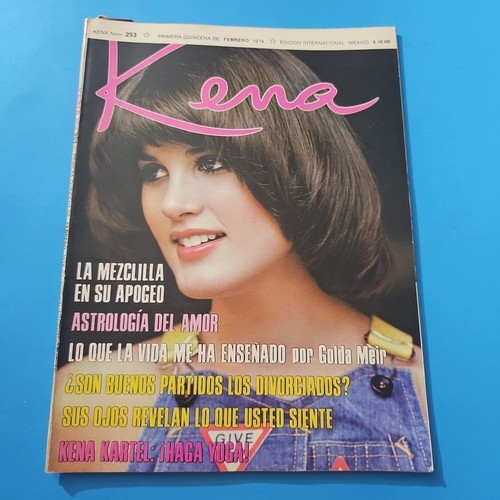 KENA Núm. 253 ☆ PRIMERA QUINCENA DE FEBRERO 1974 ☆ EDICION INTERNACIONAL MEXICO $ 10.00
Kena
LA MEZCLILLA
EN SU APOGEO
ASTROLOGÍA DEL AMOR
LO QUE LA VIDA ME HA ENSEÑADO por Golda Meir
¿SON BUENOS PARTIDOS LOS DIVORCIADOS?
SUS OJOS REVELAN LO QUE USTED SIENTE
GIVE
KENA KARTEL: ¡HAGA YOGA!